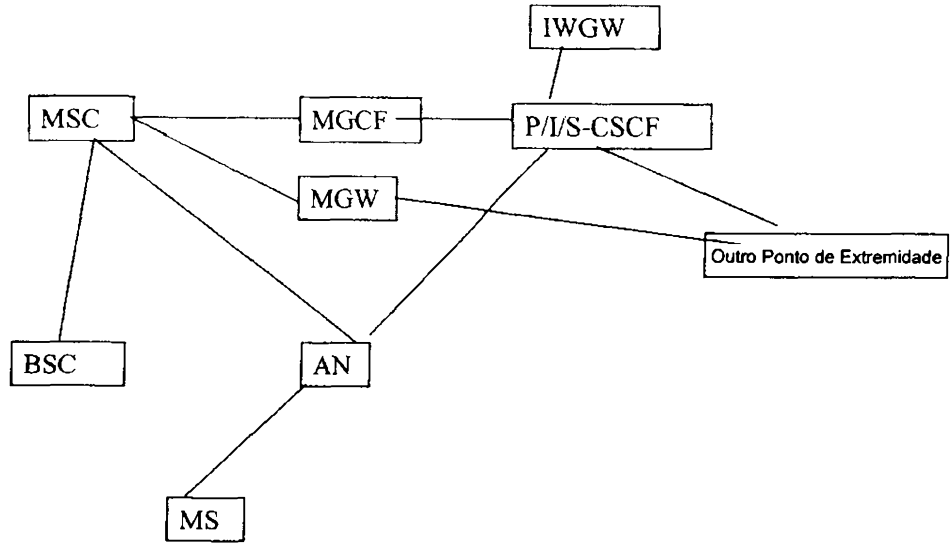 IWGW
MSC
MGCF
P/I/S-CSCF
MGW
Outro Ponto de Extremidade
BSC
AN
MS